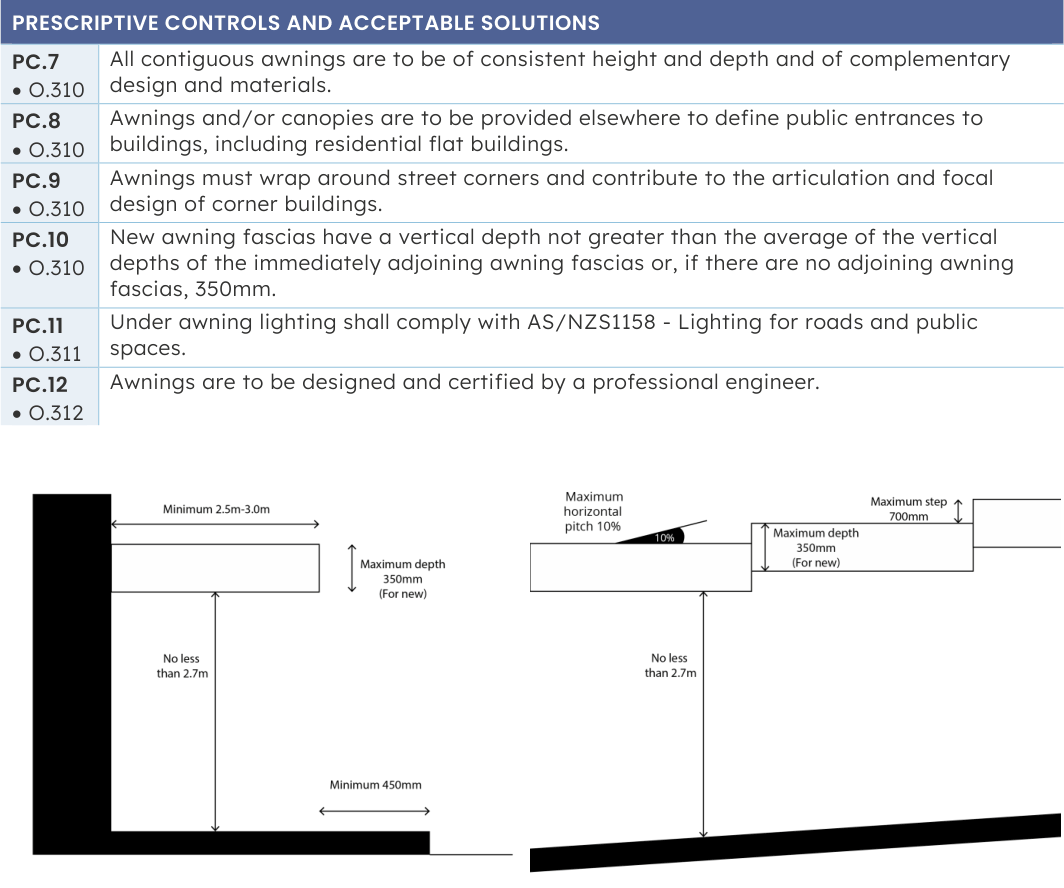 PRESCRIPTIVE CONTROLS AND ACCEPTABLE SOLUTIONS
PC.7
• O.310
All contiguous awnings are to be of consistent height and depth and of complementary
design and materials.
PC.8
• O.310
Awnings and/or canopies are to be provided elsewhere to define public entrances to
buildings, including residential flat buildings.
PC.9
• O.310
Awnings must wrap around street corners and contribute to the articulation and focal
design of corner buildings.
PC.10
• O.310
New awning fascias have a vertical depth not greater than the average of the vertical
depths of the immediately adjoining awning fascias or, if there are no adjoining awning
fascias, 350mm.
PC.11
• O.311
Under awning lighting shall comply with AS/NZS1158 - Lighting for roads and public
spaces.
PC.12
• O.312
Awnings are to be designed and certified by a professional engineer.
Minimum 2.5m-3.0m
Maximum depth
350mm
(For new)
No less
than 2.7m
Minimum 450mm
Maximum
horizontal
pitch 10%
10%
Maximum step
700mm
Maximum depth
350mm
(For new)
No less
than 2.7m